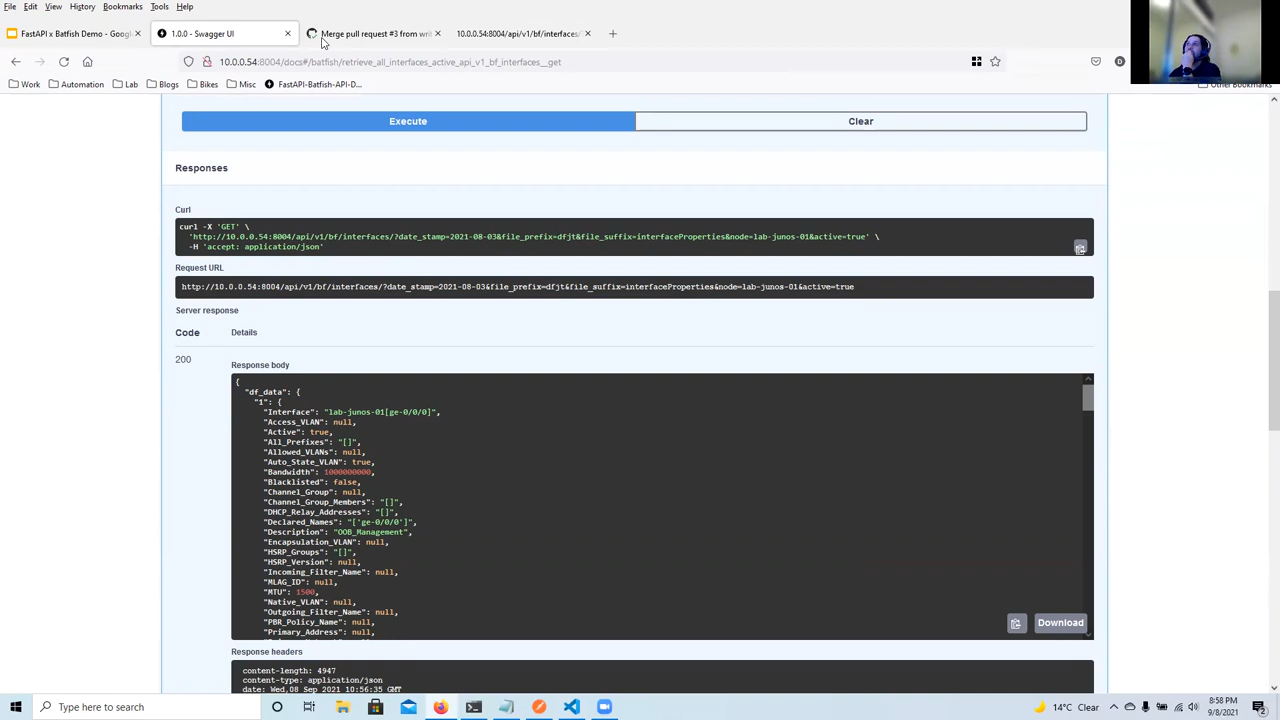 File Edit View History Bookmarks Tools Help
FastAPI x Batfish Demo - Googl
1.0.0 - Swagger UI
Merge pull request #3 from writ
10.0.0.54:8004/api/v1/bf/interfaces/
10.0.0.54:8004/docs#/batfish/retrieve_all_interfaces_active_api_v1_bf_interfaces__get
Work Automation Lab Blogs Bikes Misc FastAPI-Batfish-API-D... Other Bookmarks
Execute Clear
Responses
Curl
curl -X 'GET' \
'http://10.0.0.54:8004/api/v1/bf/interfaces/?date_stamp=2021-08-03&file_prefix=dfjt&file_suffix=interfaceProperties&node=lab-junos-01&active=true' \
-H 'accept: application/json'
Request URL
http://10.0.0.54:8004/api/v1/bf/interfaces/?date_stamp=2021-08-03&file_prefix=dfjt&file_suffix=interfaceProperties&node=lab-junos-01&active=true
Server response
Code Details
200
Response body
{
"df_data": {
"1": {
"Interface": "lab-junos-01[ge-0/0/0]",
"Access_VLAN": null,
"Active": true,
"All_Prefixes": "[]",
"Allowed_VLANs": null,
"Auto_State_VLAN": true,
"Bandwidth": 1000000000,
"Blacklisted": false,
"Channel_Group": null,
"Channel_Group_Members": "[]",
"DHCP_Relay_Addresses": "[]",
"Declared_Names": "['ge-0/0/0']",
"Description": "OOB_Management",
"Encapsulation_VLAN": null,
"HSRP_Groups": "[]",
"HSRP_Version": null,
"Incoming_Filter_Name": null,
"MLAG_ID": null,
"MTU": 1500,
"Native_VLAN": null,
"Outgoing_Filter_Name": null,
"PBR_Policy_Name": null,
"Primary_Address": null,
Download
Response headers
content-length: 4947
content-type: application/json
date: Wed,08 Sep 2021 10:56:35 GMT
Type here to search
14°C Clear
8:58 PM
9/8/2021
2